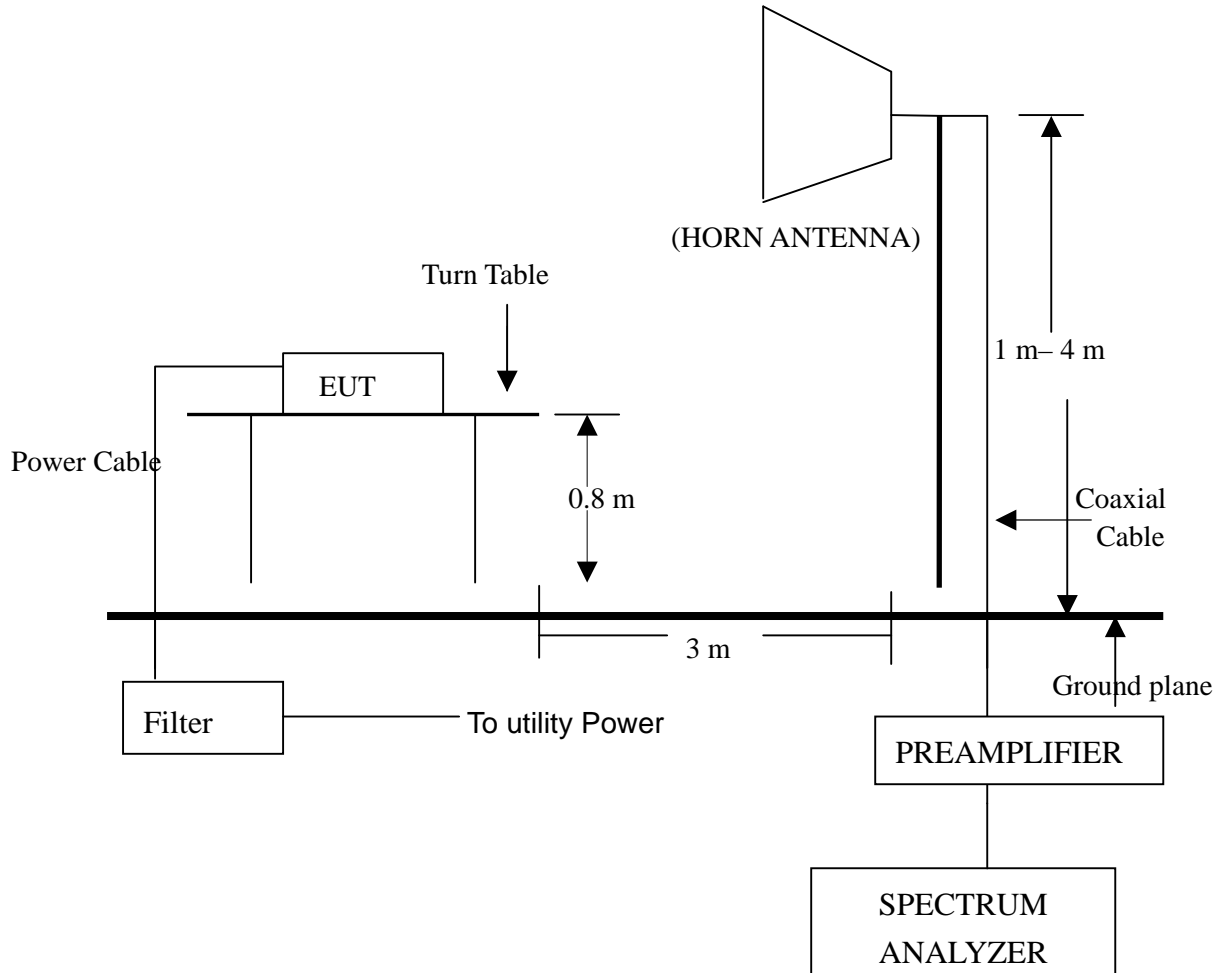 (HORN ANTENNA)
Turn Table
1 m– 4 m
EUT
Power Cable
0.8 m
Coaxial
Cable
3 m
Ground plane
Filter
To utility Power
PREAMPLIFIER
SPECTRUM
ANALYZER